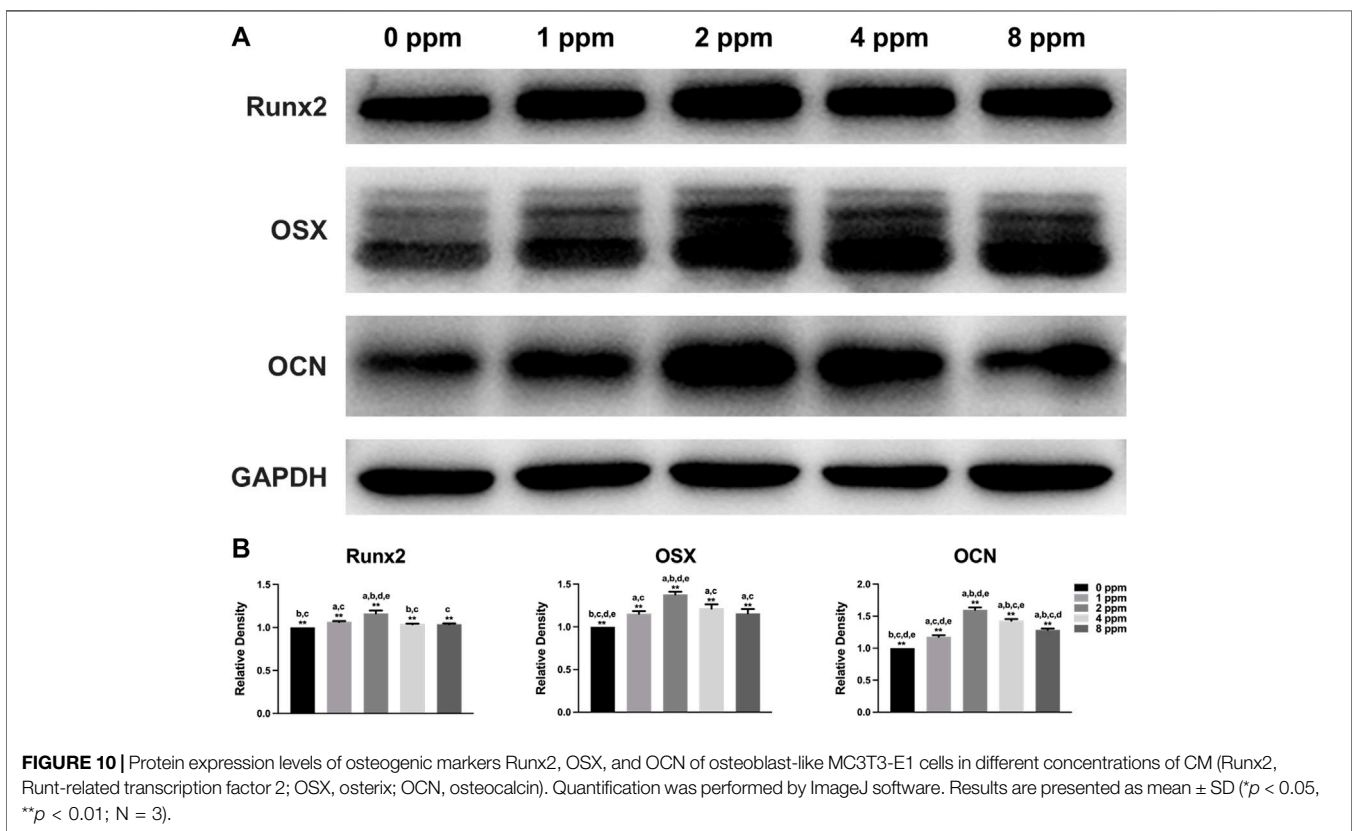 A
0 ppm 1 ppm 2 ppm 4 ppm 8 ppm
Runx2
OSX
OCN
GAPDH
B
Runx2
Relative Density
1.5
1.0
0.5
0.0
b,c
**
a,c
**
a,b,d,e
**
b,c
**
c
**
OSX
Relative Density
1.5
1.0
0.5
0.0
b,c,d,e
**
a,c
**
a,b,d,e
**
a,c
**
a,c
**
OCN
Relative Density
2.0
1.5
1.0
0.5
0.0
b,c,d,e
**
a,c,d,e
**
a,b,d,e
**
a,b,c,e
**
a,b,c,d
**
0 ppm
1 ppm
2 ppm
4 ppm
8 ppm
FIGURE 10 | Protein expression levels of osteogenic markers Runx2, OSX, and OCN of osteoblast-like MC3T3-E1 cells in different concentrations of CM (Runx2,
Runt-related transcription factor 2; OSX, osterix; OCN, osteocalcin). Quantification was performed by ImageJ software. Results are presented as mean ± SD (*p < 0.05,
**p < 0.01; N = 3).